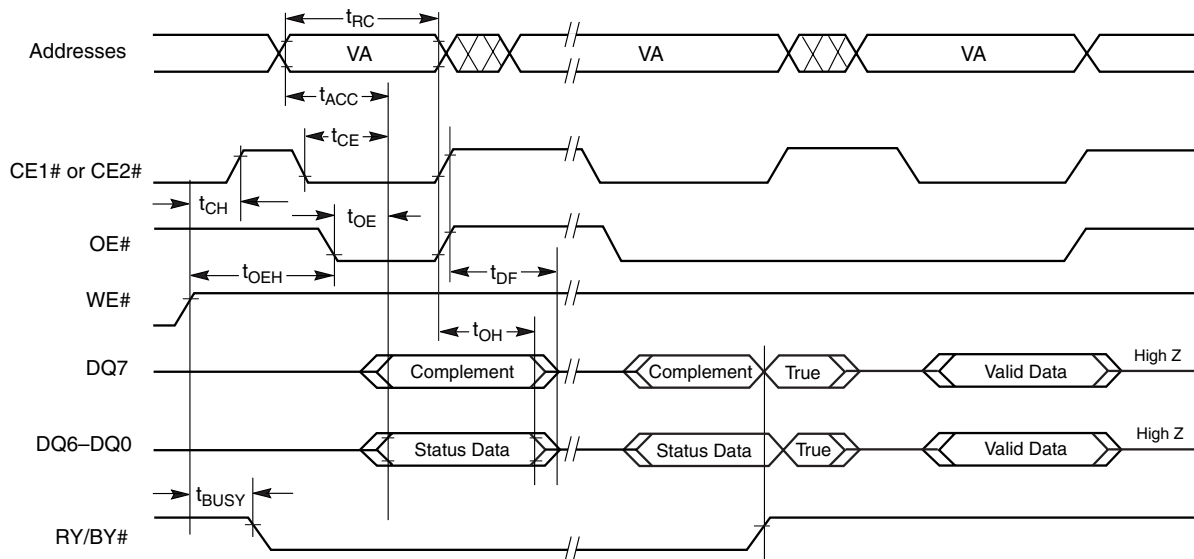 tRC
Addresses VA VA VA
tACC
tCE
CE1# or CE2#
tCH tOE
OE#
tOEH tDF
WE#
tOH
DQ7 Complement Complement True Valid Data High Z
DQ6–DQ0 Status Data Status Data True Valid Data High Z
tBUSY
RY/BY#